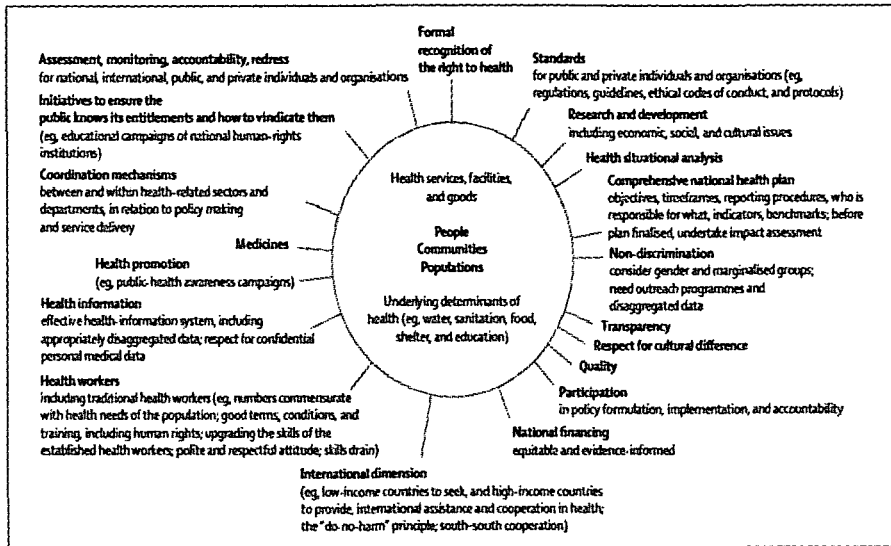 Formal
recognition of
the right to health
Standards
for public and private individuals and organisations (eg,
regulations, guidelines, ethical codes of conduct, and protocols)
Research and development
including economic, social, and cultural issues
Health situational analysis
Comprehensive national health plan
objectives, timeframes, reporting procedures, who is
responsible for what, indicators, benchmarks; before
plan finalised, undertake impact assessment
Non-discrimination
consider gender and marginalised groups;
need outreach programmes and
disaggregated data
Transparency
Respect for cultural difference
Quality
Participation
in policy formulation, implementation, and accountability
National financing
equitable and evidence-informed
International dimension
(eg, low-income countries to seek, and high-income countries
to provide, international assistance and cooperation in health;
the "do-no-harm" principle; south-south cooperation)
Health workers
including traditional health workers (eg, numbers commensurate
with health needs of the population; good terms, conditions, and
training, including human rights; upgrading the skills of the
established health workers; polite and respectful attitude; skills drain)
Health information
effective health-information system, including
appropriately disaggregated data; respect for confidential
personal medical data
Health promotion
(eg, public-health awareness campaigns)
Medicines
Coordination mechanisms
between and within health-related sectors and
departments, in relation to policy making
and service delivery
Initiatives to ensure the
public knows its entitlements and how to vindicate them
(eg, educational campaigns of national human-rights
institutions)
Assessment, monitoring, accountability, redress
for national, international, public, and private individuals and organisations
Health services, facilities,
and goods
People
Communities
Populations
Underlying determinants of
health (eg, water, sanitation, food,
shelter, and education)